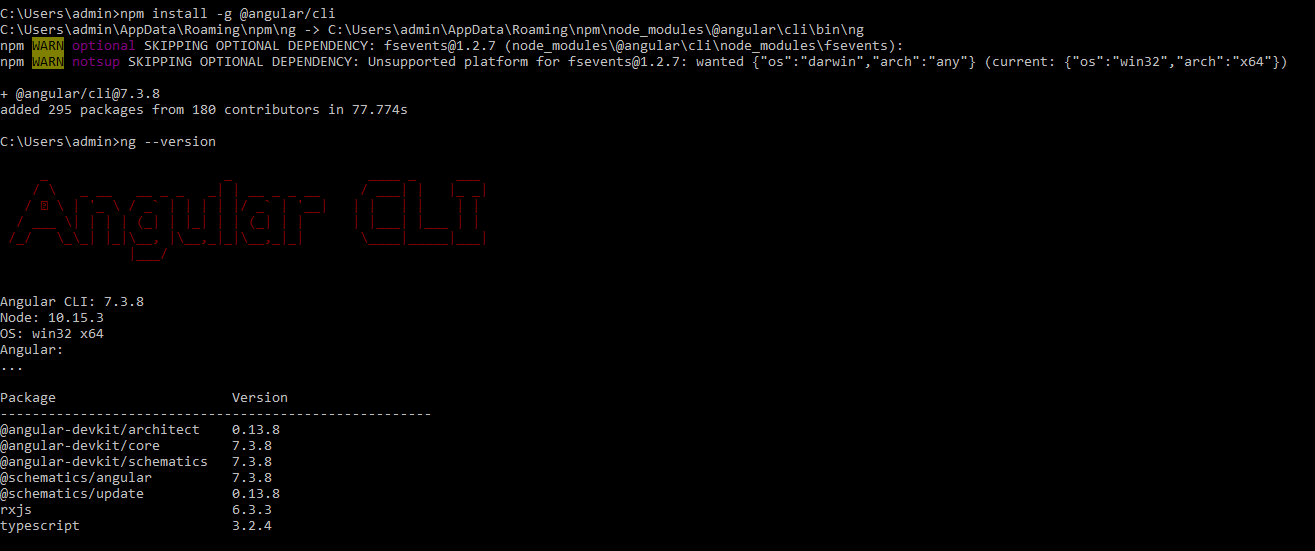 C:\Users\admin>npm install -g @angular/cli
C:\Users\admin\AppData\Roaming\npm\ng -> C:\Users\admin\AppData\Roaming\npm\node_modules\@angular\cli\bin\ng
npm WARN optional SKIPPING OPTIONAL DEPENDENCY: fsevents@1.2.7 (node_modules\@angular\cli\node_modules\fsevents):
npm WARN notsup SKIPPING OPTIONAL DEPENDENCY: Unsupported platform for fsevents@1.2.7: wanted {"os":"darwin","arch":"any"} (current: {"os":"win32","arch":"x64"})
+ @angular/cli@7.3.8
added 295 packages from 180 contributors in 77.774s
C:\Users\admin>ng --version
Angular CLI
Angular CLI: 7.3.8
Node: 10.15.3
OS: win32 x64
Angular:
...
Package Version
------------------------------------------------------
@angular-devkit/architect 0.13.8
@angular-devkit/core 7.3.8
@angular-devkit/schematics 7.3.8
@schematics/angular 7.3.8
@schematics/update 0.13.8
rxjs 6.3.3
typescript 3.2.4